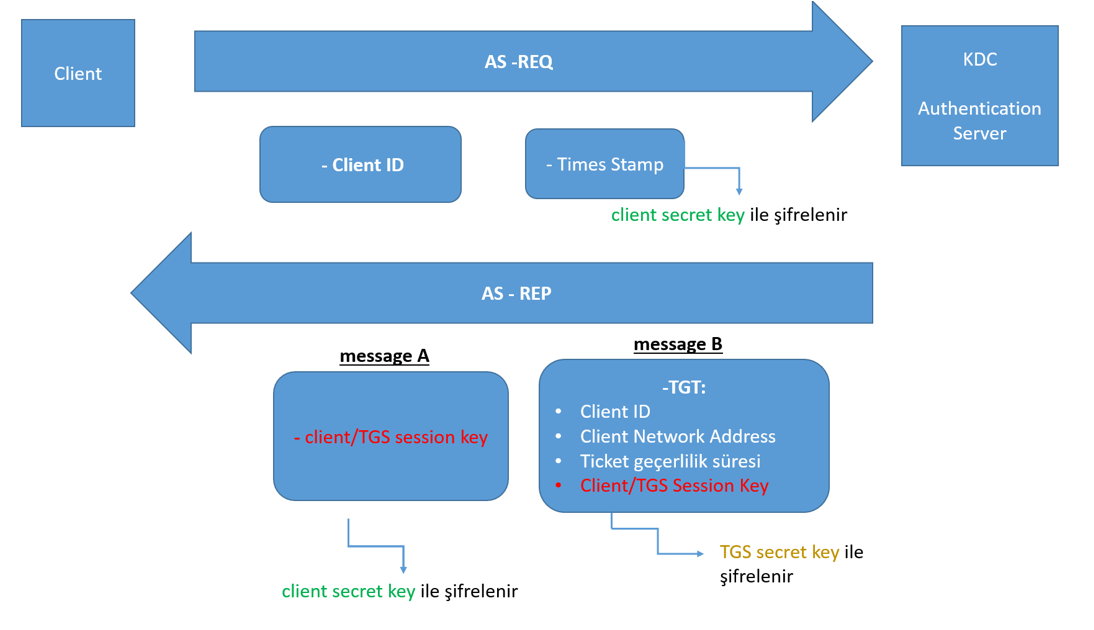 Client
AS -REQ
KDC
Authentication
Server
- Client ID
- Times Stamp
client secret key ile şifrelenir
AS - REP
message A
message B
- client/TGS session key
-TGT:
• Client ID
• Client Network Address
• Ticket geçerlilik süresi
• Client/TGS Session Key
TGS secret key ile
şifrelenir
client secret key ile şifrelenir